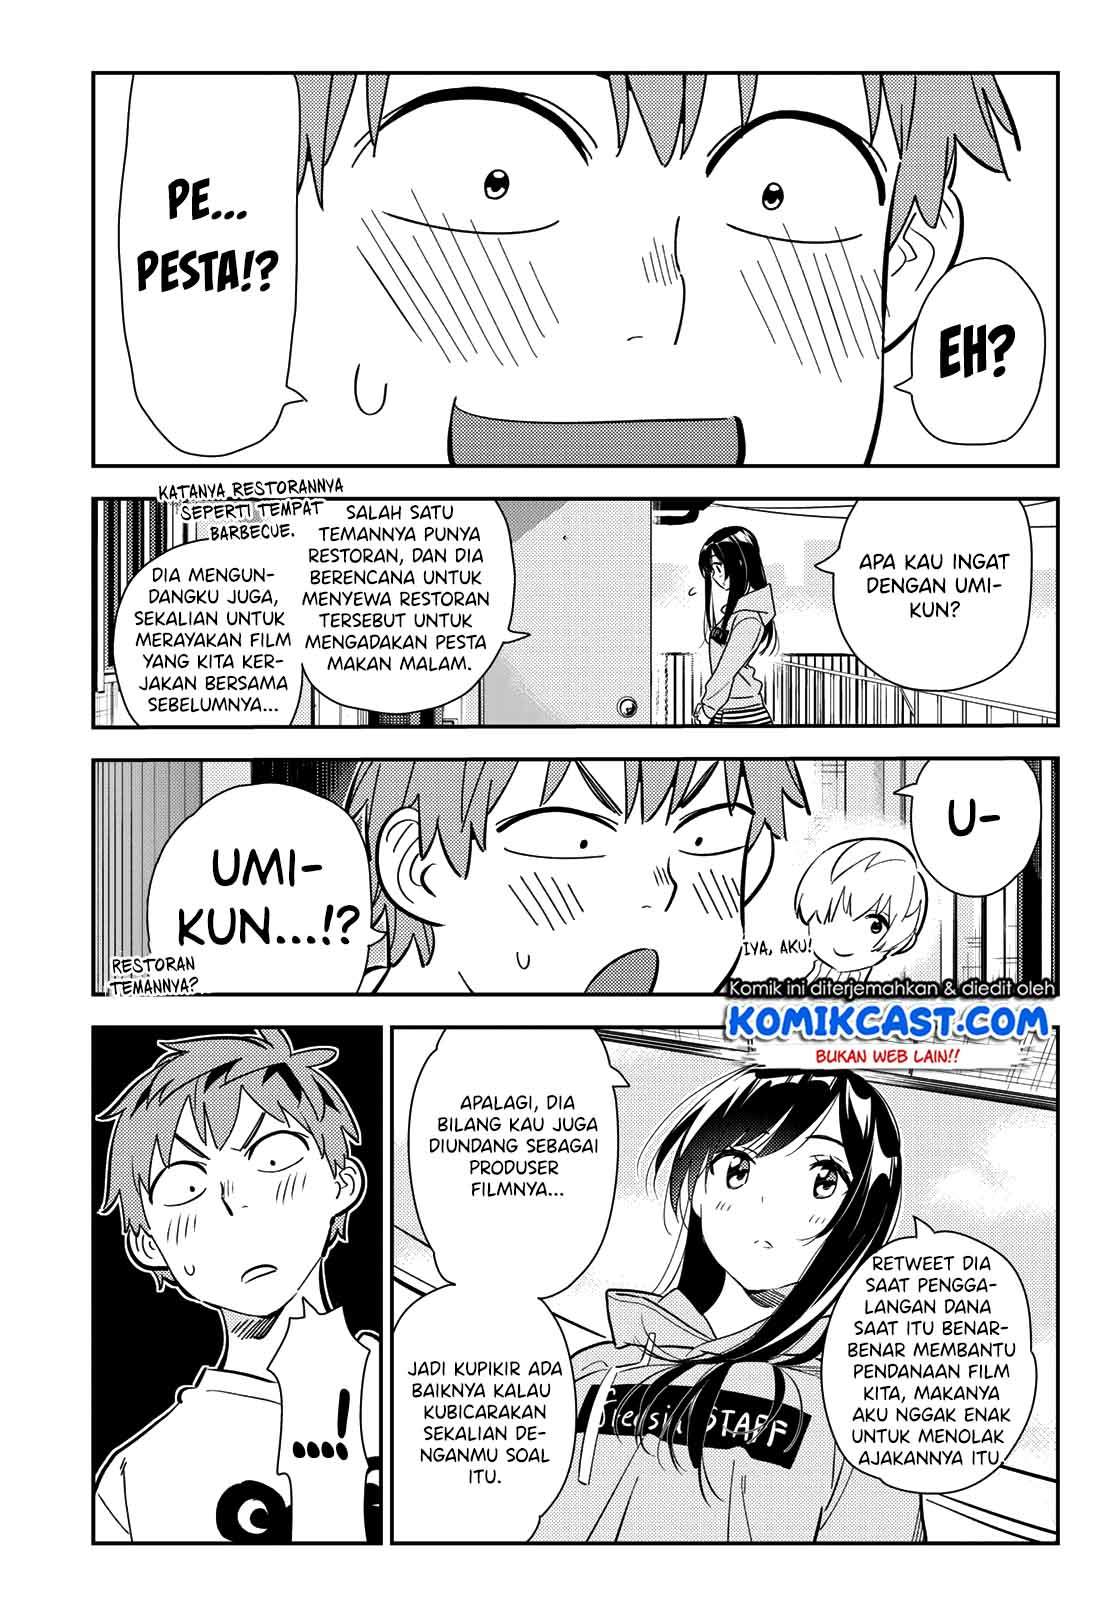 EH?
PE...
PESTA!?
APA KAU INGAT
DENGAN UMI-
KUN?
SALAH SATU
TEMANNYA PUNYA
RESTORAN, DAN DIA
BERENCANA UNTUK
MENYEWA RESTORAN
TERSEBUT UNTUK
MENGADAKAN PESTA
MAKAN MALAM.
KATANYA RESTORANNYA
SEPERTI TEMPAT
BARBECUE.
DIA MENGUN-
DANGKU JUGA,
SEKALIAN UNTUK
MERAYAKAN FILM
YANG KITA KER-
JAKAN BERSAMA
SEBELUMNYA...
U-
IYA, AKU!
UMI-
KUN...!?
RESTORAN
TEMANNYA?
Komik ini diterjemahkan & diedit oleh
KOMIKCAST.COM
BUKAN WEB LAIN!!
RETWEET DIA
SAAT PENGGA-
LANGAN DANA
SAAT ITU BENAR-
BENAR MEMBANTU
PENDANAAN FILM
KITA, MAKANYA
AKU NGGAK ENAK
UNTUK MENOLAK
AJAKANNYA ITU.
STAFF
APALAGI, DIA
BILANG KAU JUGA
DIUNDANG SEBAGAI
PRODUSER
FILMNYA...
JADI KUPIKIR ADA
BAIKNYA KALAU
KUBICARAKAN
SEKALIAN DE-
NGANMU SOAL
ITU.
....!!